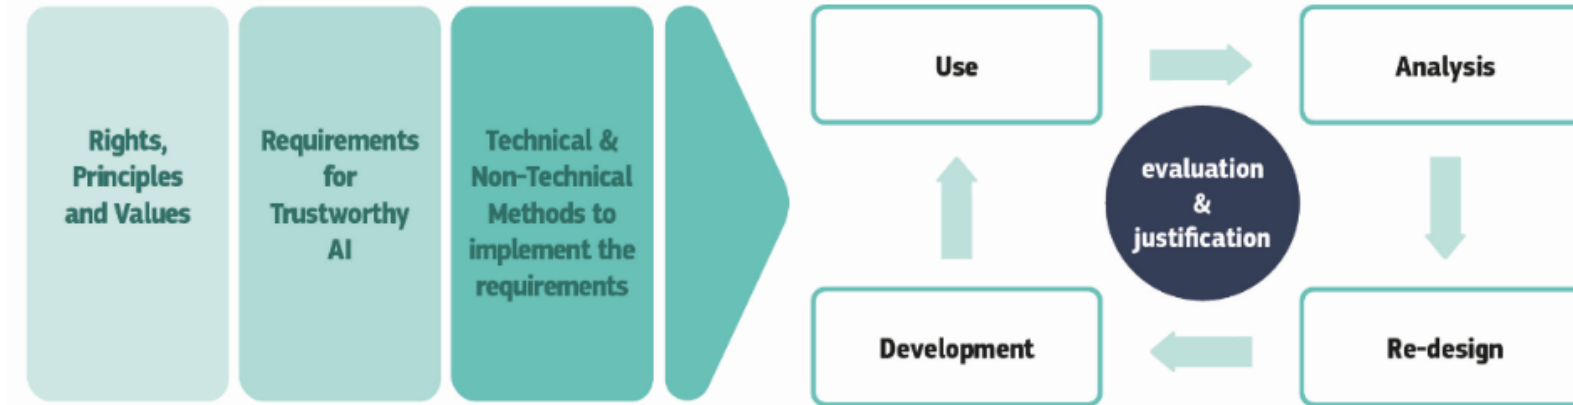 Rights,
Principles
and Values
Requirements
for
Trustworthy
AI
Technical &
Non-Technical
Methods to
implement the
requirements
Use
Analysis
evaluation
&
justification
Development
Re-design